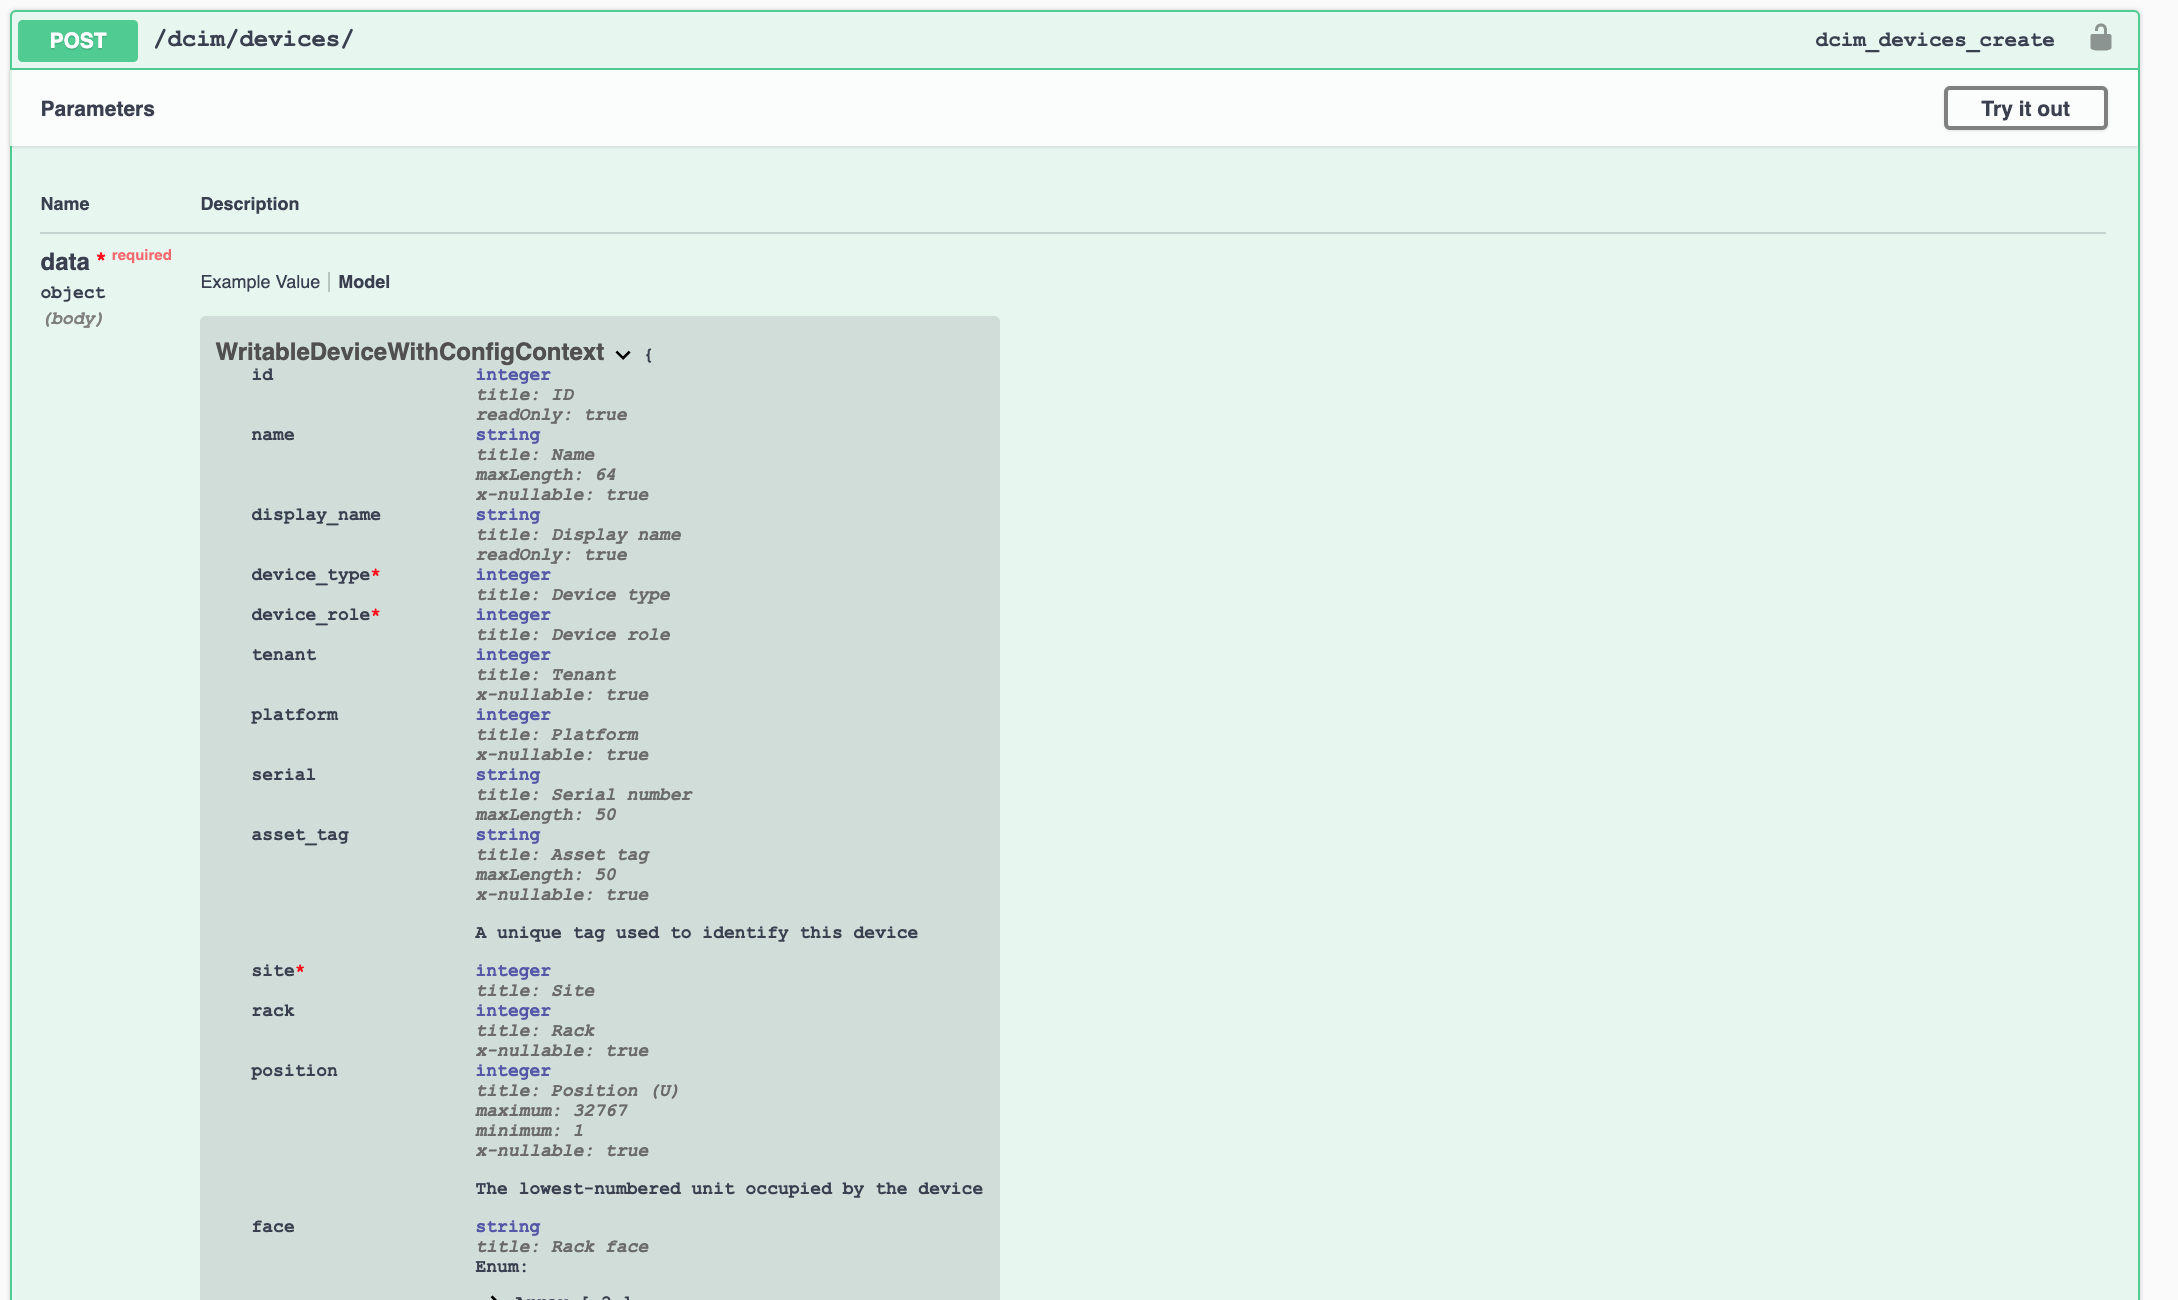 POST /dcim/devices/ dcim_devices_create
Parameters Try it out
Name Description
data * required
object
(body)
Example Value Model
WritableDeviceWithConfigContext {
id integer
title: ID
readOnly: true
name string
title: Name
maxLength: 64
x-nullable: true
display_name string
title: Display name
readOnly: true
device_type* integer
title: Device type
device_role* integer
title: Device role
tenant integer
title: Tenant
x-nullable: true
platform integer
title: Platform
x-nullable: true
serial string
title: Serial number
maxLength: 50
asset_tag string
title: Asset tag
maxLength: 50
x-nullable: true
A unique tag used to identify this device
site* integer
title: Site
rack integer
title: Rack
x-nullable: true
position integer
title: Position (U)
maximum: 32767
minimum: 1
x-nullable: true
The lowest-numbered unit occupied by the device
face string
title: Rack face
Enum: